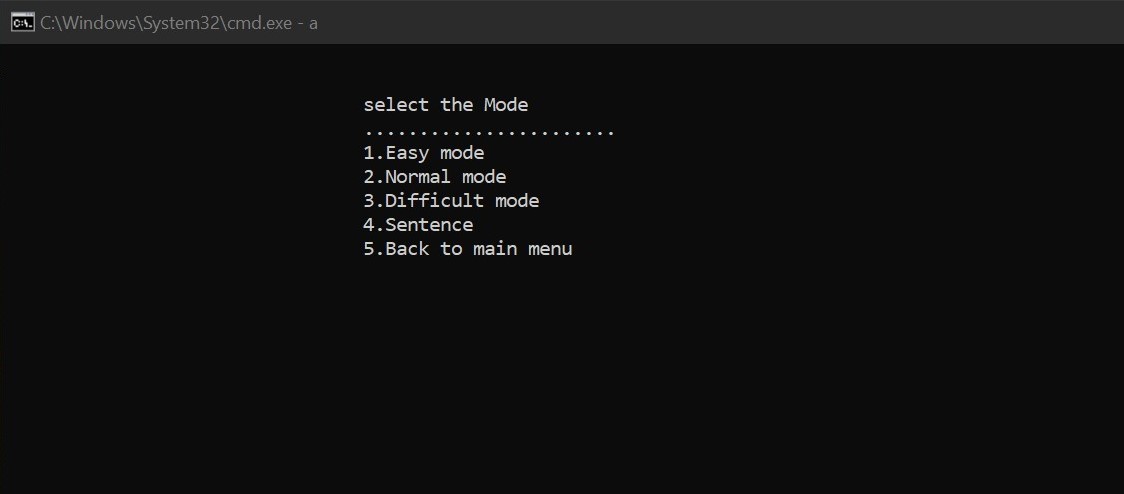 C:\Windows\System32\cmd.exe - a
select the Mode
.......................
1.Easy mode
2.Normal mode
3.Difficult mode
4.Sentence
5.Back to main menu